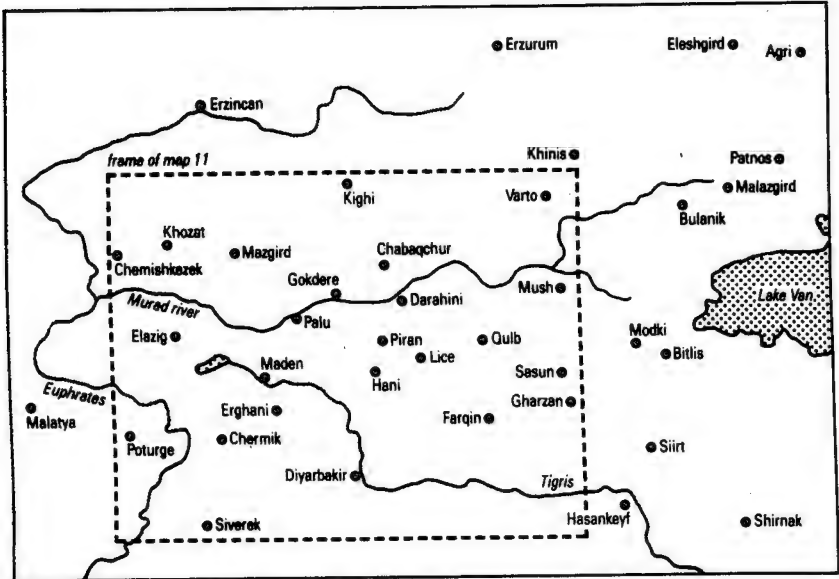 Erzurum
Eleshgird
Agri
Erzincan
frame of map 11
Khinis
Patnos
Kighi
Varto
Malazgird
Bulanik
Khozat
Mazgird
Chabaqchur
Chemishkezek
Gokdere
Mush
Lake Van
Murad river
Darahini
Palu
Elazig
Piran
Qulb
Modki
Lice
Bitlis
Maden
Hani
Sasun
Euphrates
Gharzan
Malatya
Erghani
Farqin
Poturge
Chermik
Siirt
Diyarbakir
Tigris
Hasankeyf
Siverek
Shirnak